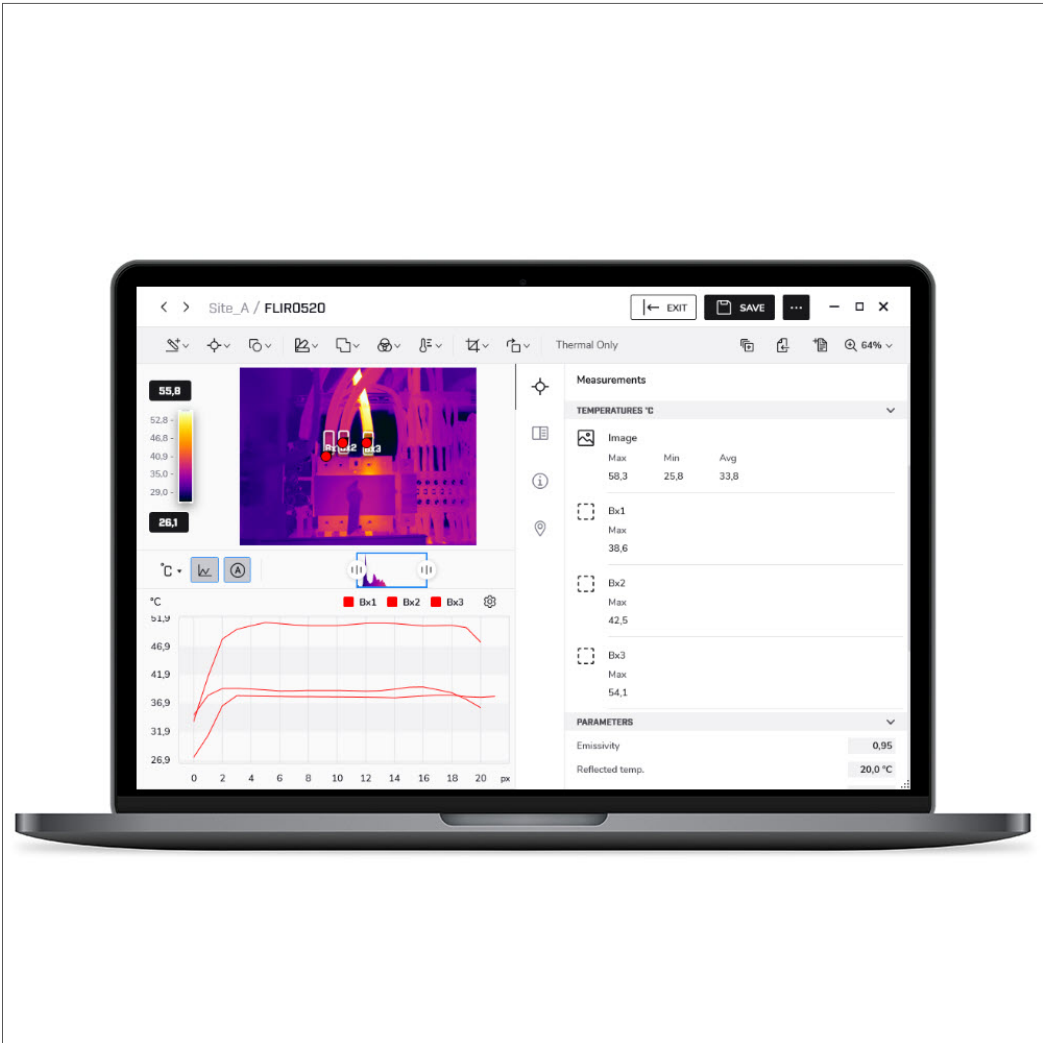 Site_A / FLIR0520
EXIT
SAVE
Thermal Only
64%
55,8
52,8
46,8
40,9
35,0
29,0
26,1
Bx2
Bx3
°C
A
°C
Bx1 Bx2 Bx3
51,9
46,9
41,9
36,9
31,9
26,9
0 2 4 6 8 10 12 14 16 18 20 px
Measurements
TEMPERATURES °C
Image
Max Min Avg
58,3 25,8 33,8
Bx1
Max
38,6
Bx2
Max
42,5
Bx3
Max
54,1
PARAMETERS
Emissivity 0,95
Reflected temp. 20,0 °C